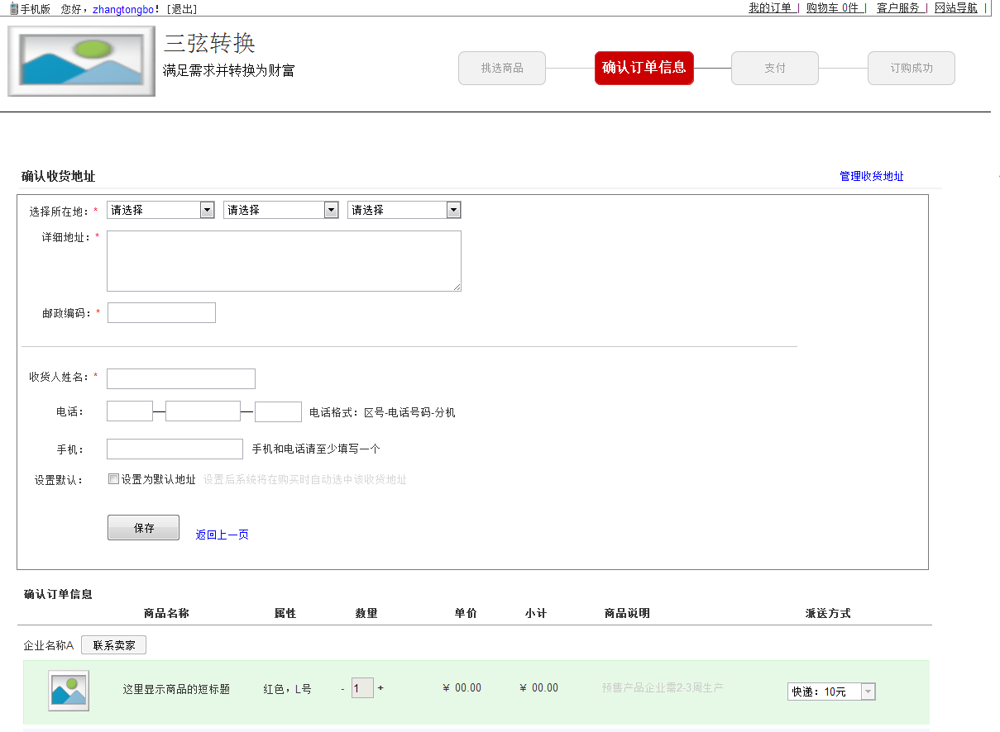 手机版 您好，zhangtongbo！ [退出] 我的订单 | 购物车 0件 | 客户服务 | 网站导航 |
三弦转换
满足需求并转换为财富
挑选商品 确认订单信息 支付 订购成功
确认收货地址 管理收货地址
选择所在地：* 请选择 请选择 请选择
详细地址：*
邮政编码：*
收货人姓名：*
电话： — — 电话格式：区号-电话号码-分机
手机： 手机和电话请至少填写一个
设置默认： 设置为默认地址 设置后系统将在购买时自动选中该收货地址
保存 返回上一页
确认订单信息
商品名称 属性 数量 单价 小计 商品说明 派送方式
企业名称A 联系卖家
这里显示商品的短标题 红色，L号 - 1 + ￥ 00.00 ￥ 00.00 预售产品企业需2-3周生产 快递：10元